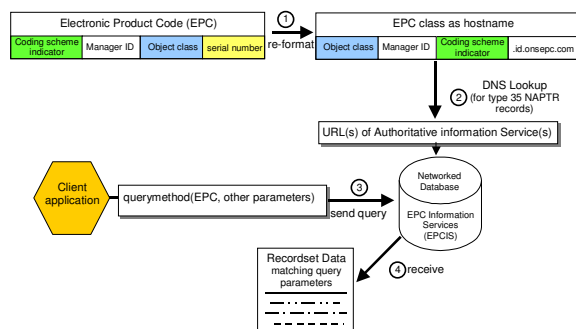 Electronic Product Code (EPC)
Coding scheme indicator
Manager ID
Object class
serial number
1
re-format
EPC class as hostname
Object class
Manager ID
Coding scheme indicator
.id.onsepc.com
2
DNS Lookup
(for type 35 NAPTR
records)
URL(s) of Authoritative information Service(s)
Client
application
querymethod(EPC, other parameters)
3
send query
Networked
Database
EPC Information
Services
(EPCIS)
4
receive
Recordset Data
matching query
parameters